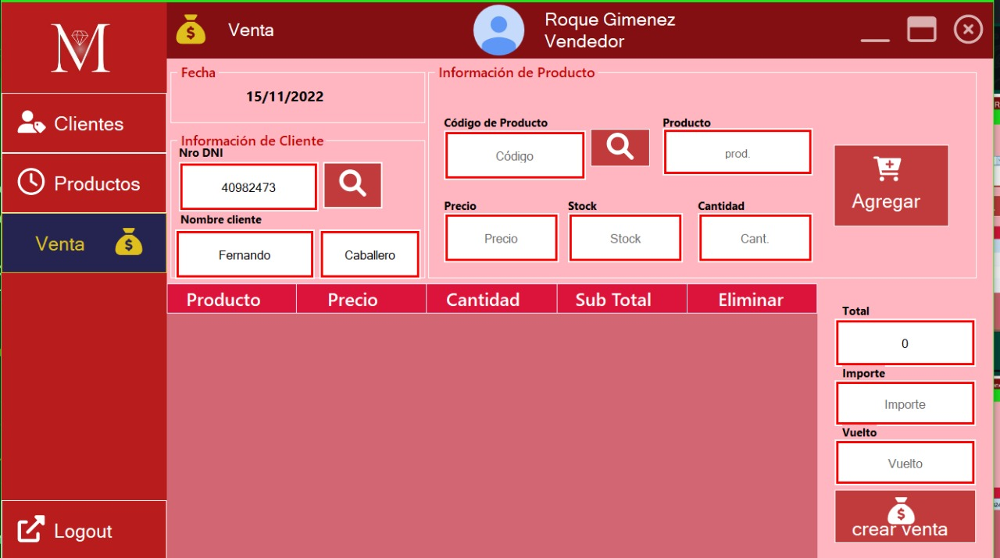 M
Venta
Roque Gimenez
Vendedor
Clientes
Productos
Venta
Logout
Fecha
15/11/2022
Información de Cliente
Nro DNI
40982473
Nombre cliente
Fernando
Caballero
Información de Producto
Código de Producto
Código
Producto
prod.
Precio
Precio
Stock
Stock
Cantidad
Cant.
Agregar
Producto Precio Cantidad Sub Total Eliminar
Total
0
Importe
Importe
Vuelto
Vuelto
crear venta